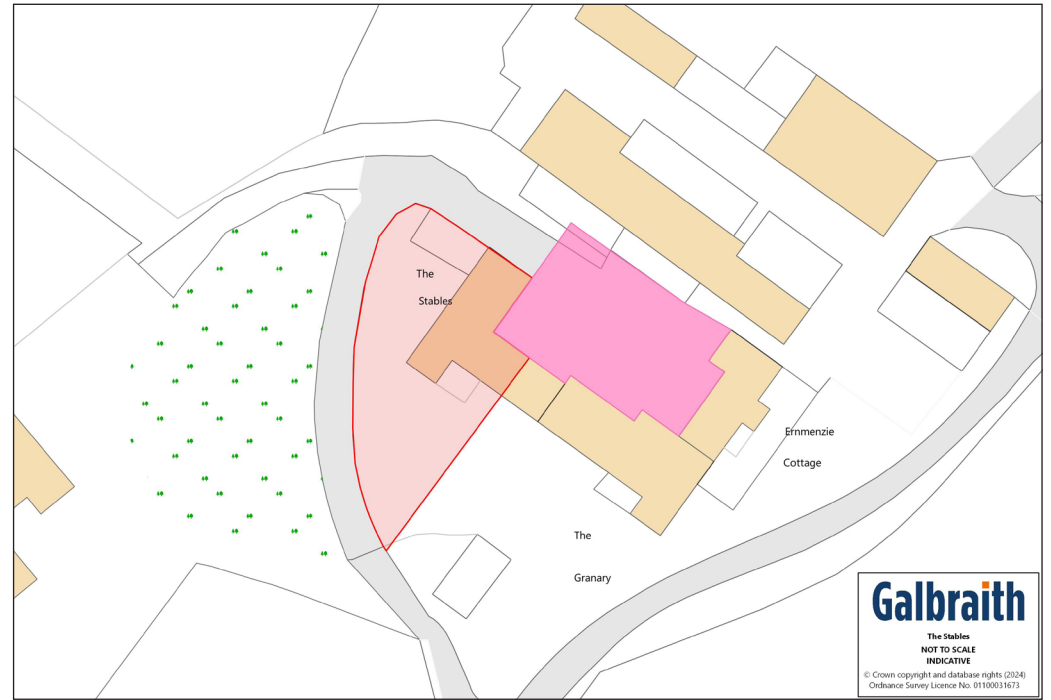 The
Stables
Ernmenzie
Cottage
The
Granary
Galbraith
The Stables
NOT TO SCALE
INDICATIVE
© Crown copyright and database rights (2024)
Ordnance Survey Licence No. 01100031673